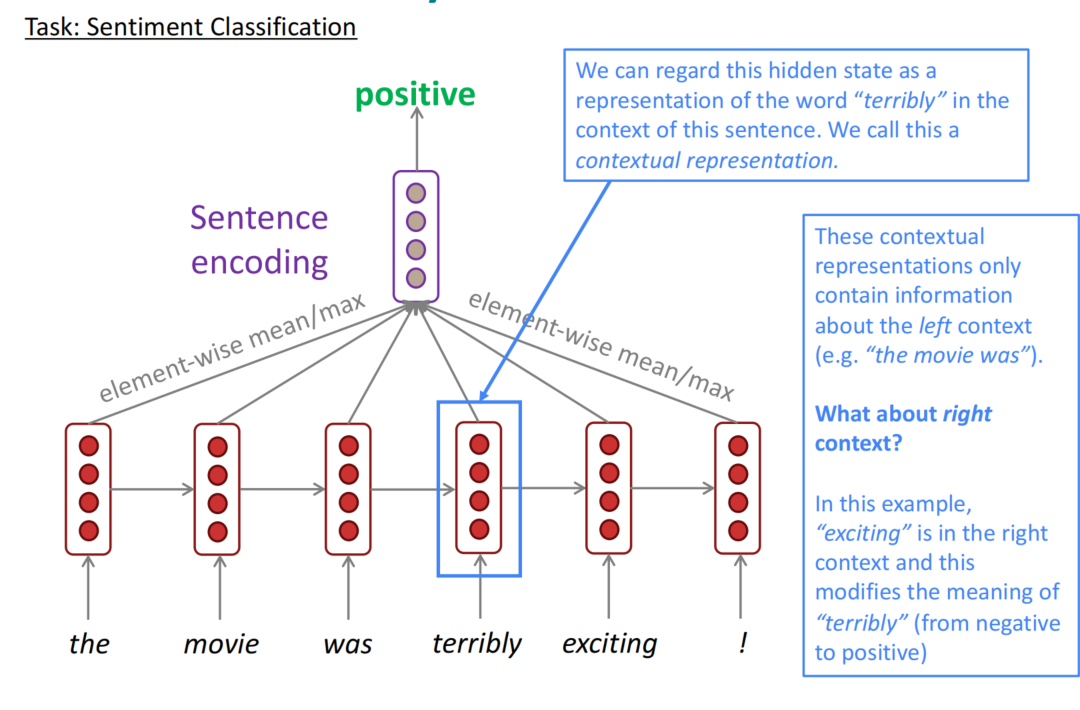 Task: Sentiment Classification
positive
We can regard this hidden state as a
representation of the word “terribly” in the
context of this sentence. We call this a
contextual representation.
Sentence
encoding
element-wise mean/max
element-wise mean/max
These contextual
representations only
contain information
about the left context
(e.g. “the movie was”).
What about right
context?
In this example,
“exciting” is in the right
context and this
modifies the meaning of
“terribly” (from negative
to positive)
the movie was terribly exciting !